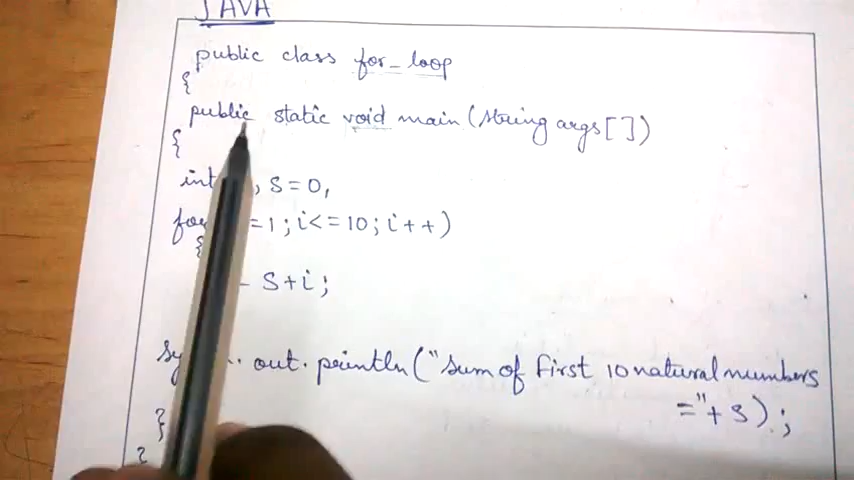 JAVA
public class for_loop
{
public static void main (string args[])
{
int , s=0,
for =1; i<=10; i++)
{
= S+i;
out.println("Sum of first 10 natural numbers
="+ s);
}
}